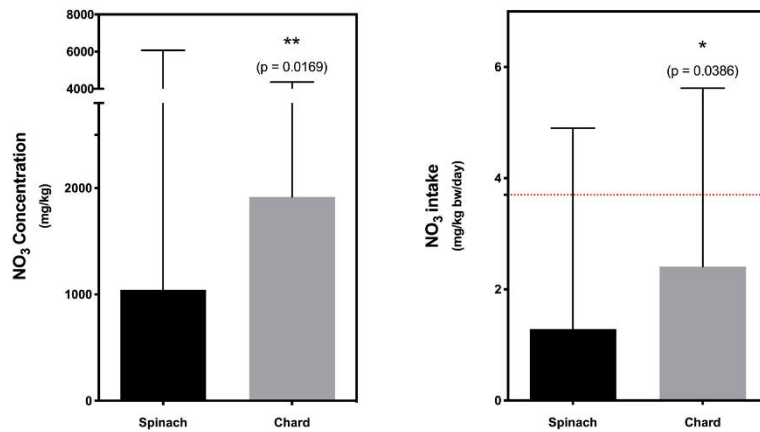 8000
6000
4000
2000
1000
0
NO3 Concentration
(mg/kg)
**
(p = 0.0169)
Spinach
Chard
6
4
2
0
NO3 intake
(mg/kg bw/day)
*
(p = 0.0386)
Spinach
Chard